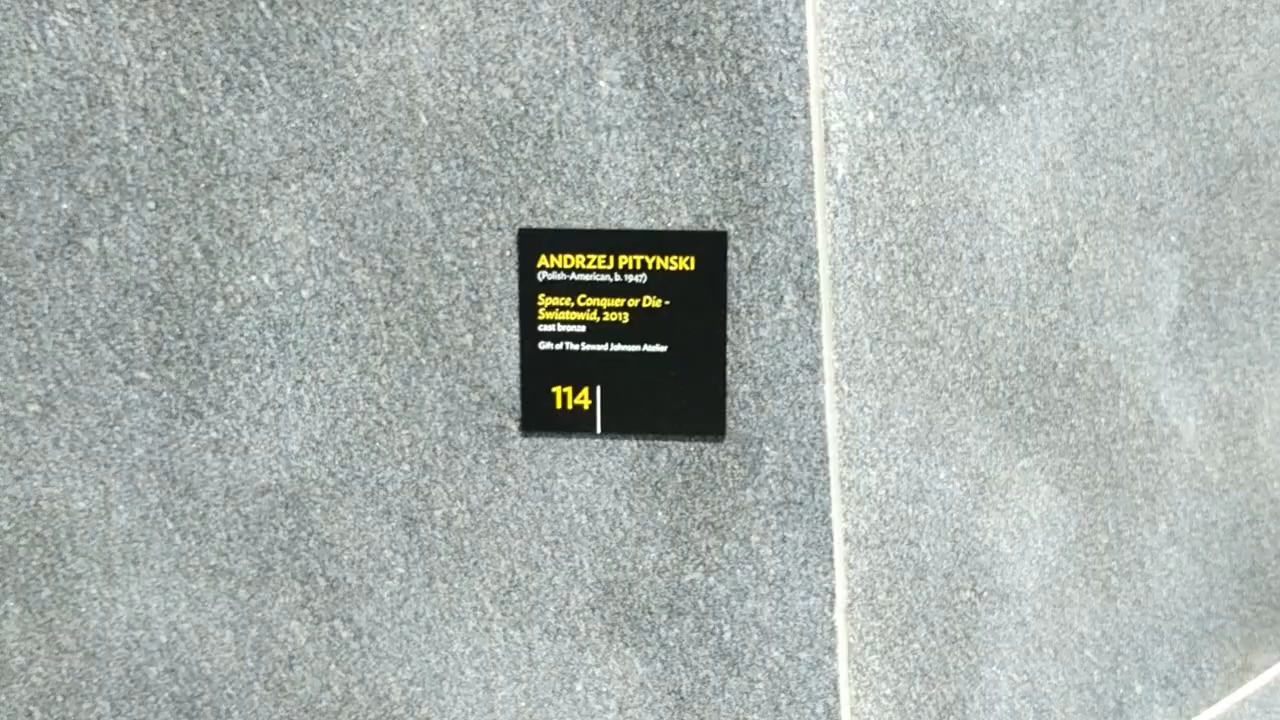 ANDRZEJ PITYNSKI
(Polish-American, b. 1947)
Space, Conquer or Die -
Swiatowid, 2013
cast bronze
Gift of The Seward Johnson Atelier
114